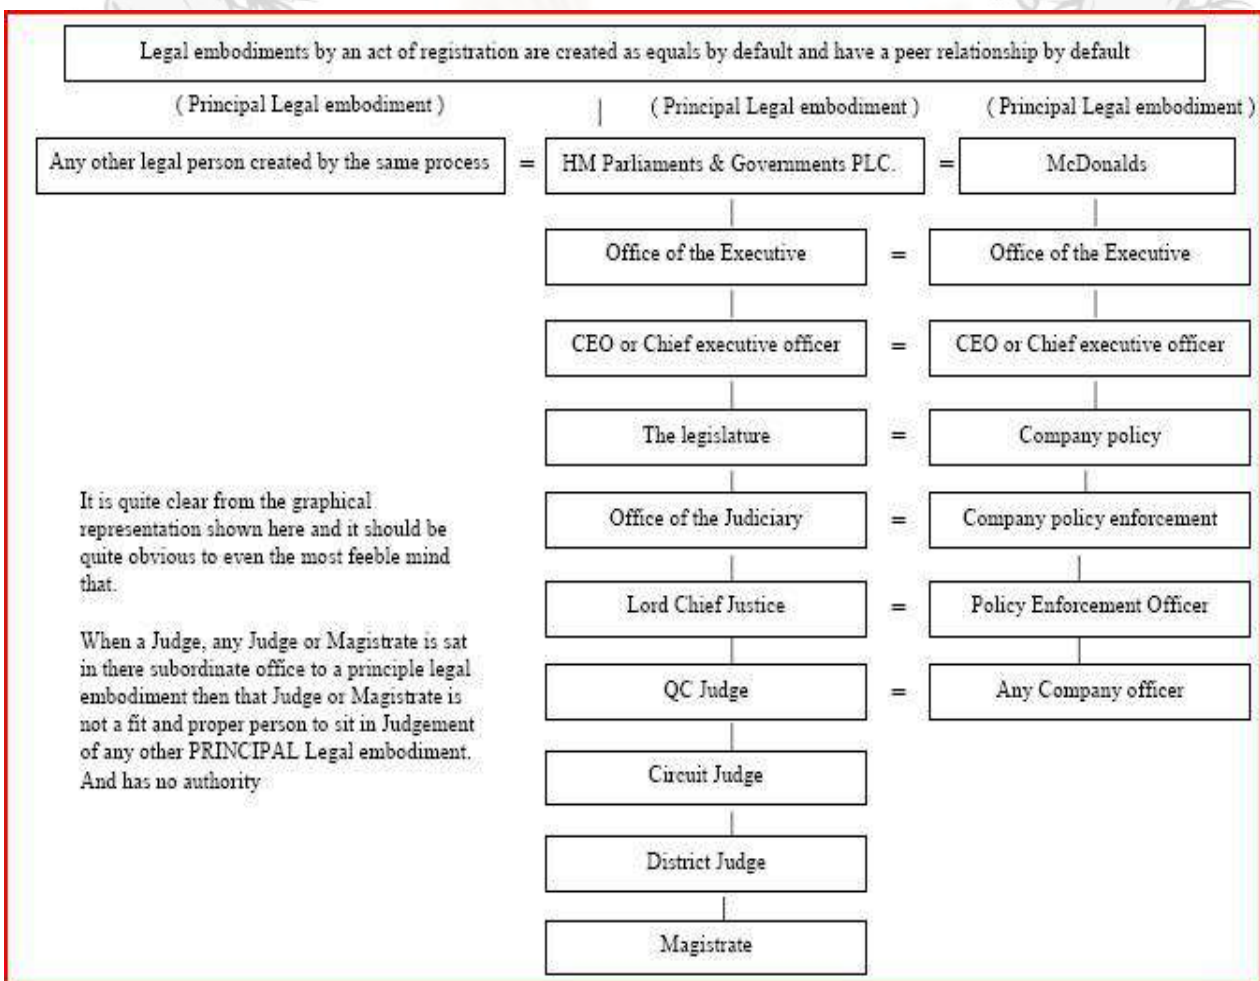 Legal embodiments by an act of registration are created as equals by default and have a peer relationship by default
( Principal Legal embodiment )
( Principal Legal embodiment )
( Principal Legal embodiment )
Any other legal person created by the same process
=
HM Parliaments & Governments PLC.
=
McDonalds
Office of the Executive
=
Office of the Executive
CEO or Chief executive officer
=
CEO or Chief executive officer
The legislature
=
Company policy
Office of the Judiciary
=
Company policy enforcement
Lord Chief Justice
=
Policy Enforcement Officer
QC Judge
=
Any Company officer
Circuit Judge
District Judge
Magistrate
It is quite clear from the graphical
representation shown here and it should be
quite obvious to even the most feeble mind
that.
When a Judge, any Judge or Magistrate is sat
in there subordinate office to a principle legal
embodiment then that Judge or Magistrate is
not a fit and proper person to sit in Judgement
of any other PRINCIPAL Legal embodiment.
And has no authority